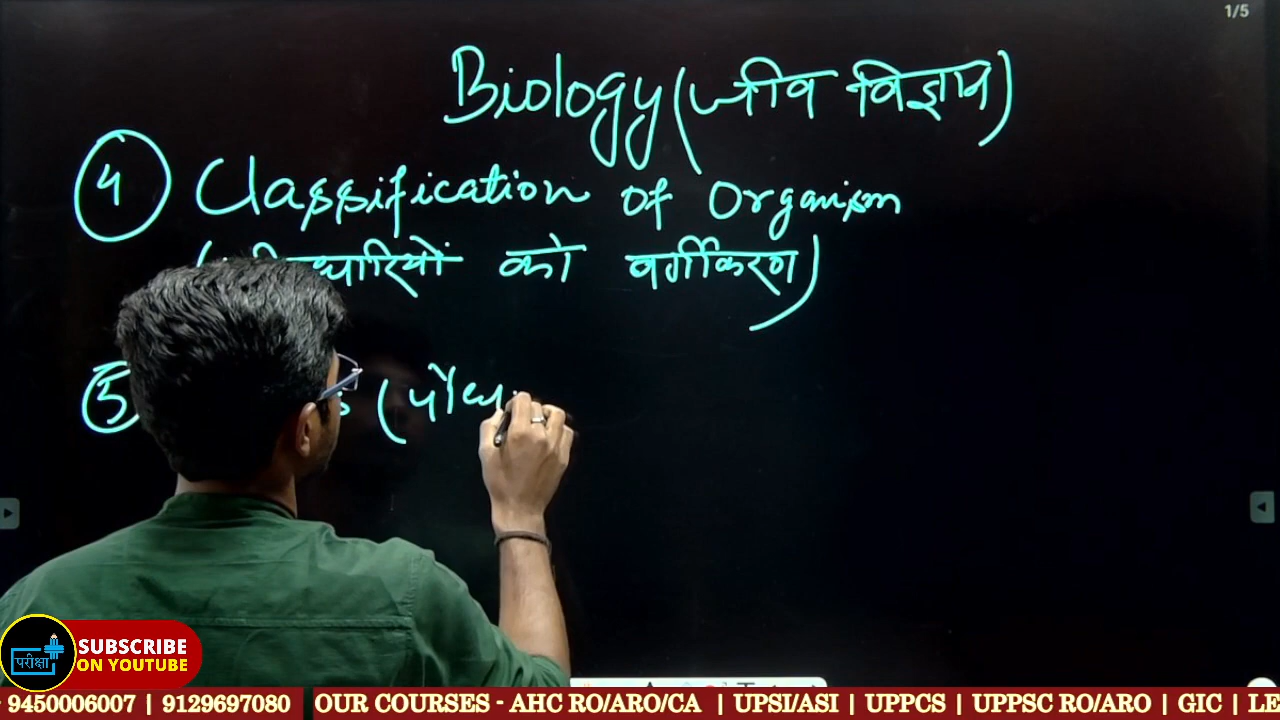 1/5
Biology (जीव विज्ञान)
4 Classification of Organism
को वर्गीकरण)
5 (पौध
परीक्षा
SUBSCRIBE
ON YOUTUBE
9450006007 | 9129697080 OUR COURSES - AHC RO/ARO/CA | UPSI/ASI | UPPCS | UPPSC RO/ARO | GIC | LE